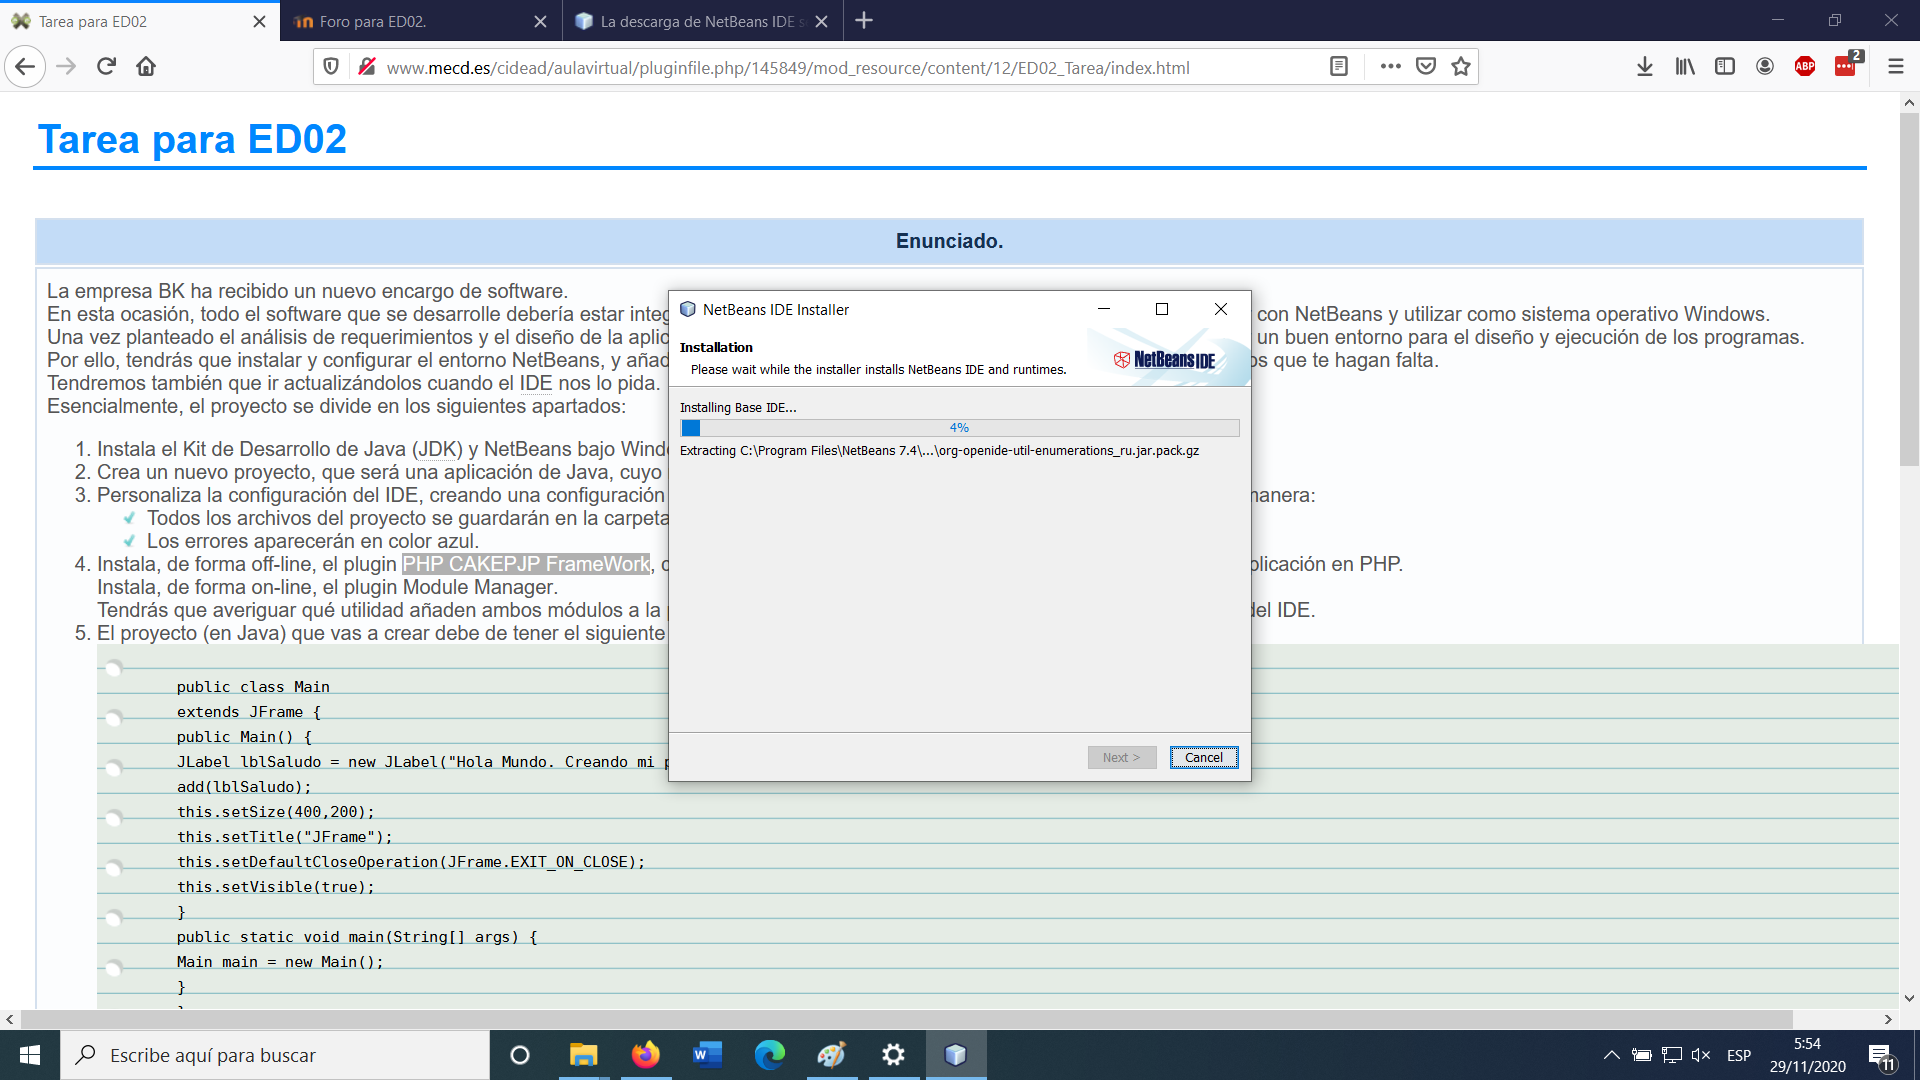 Tarea para ED02
Foro para ED02.
La descarga de NetBeans IDE s
www.mecd.es/cidead/aulavirtual/pluginfile.php/145849/mod_resource/content/12/ED02_Tarea/index.html
ABP
2
Tarea para ED02
Enunciado.
La empresa BK ha recibido un nuevo encargo de software.
En esta ocasión, todo el software que se desarrolle debería estar integ
con NetBeans y utilizar como sistema operativo Windows.
Una vez planteado el análisis de requerimientos y el diseño de la aplic
un buen entorno para el diseño y ejecución de los programas.
Por ello, tendrás que instalar y configurar el entorno NetBeans, y añad
os que te hagan falta.
Tendremos también que ir actualizándolos cuando el IDE nos lo pida.
Esencialmente, el proyecto se divide en los siguientes apartados:
1. Instala el Kit de Desarrollo de Java (JDK) y NetBeans bajo Wind
2. Crea un nuevo proyecto, que será una aplicación de Java, cuyo
3. Personaliza la configuración del IDE, creando una configuración
anera:
Todos los archivos del proyecto se guardarán en la carpeta
Los errores aparecerán en color azul.
4. Instala, de forma off-line, el plugin PHP CAKEPJP FrameWork, c
plicación en PHP.
Instala, de forma on-line, el plugin Module Manager.
Tendrás que averiguar qué utilidad añaden ambos módulos a la
del IDE.
5. El proyecto (en Java) que vas a crear debe de tener el siguiente
public class Main
extends JFrame {
public Main() {
JLabel lblSaludo = new JLabel("Hola Mundo. Creando mi p
add(lblSaludo);
this.setSize(400,200);
this.setTitle("JFrame");
this.setDefaultCloseOperation(JFrame.EXIT_ON_CLOSE);
this.setVisible(true);
}
public static void main(String[] args) {
Main main = new Main();
}
NetBeans IDE Installer
Installation
Please wait while the installer installs NetBeans IDE and runtimes.
NetBeans IDE
Installing Base IDE...
4%
Extracting C:\Program Files\NetBeans 7.4\...\org-openide-util-enumerations_ru.jar.pack.gz
Next >
Cancel
Escribe aquí para buscar
ESP
5:54
29/11/2020
11